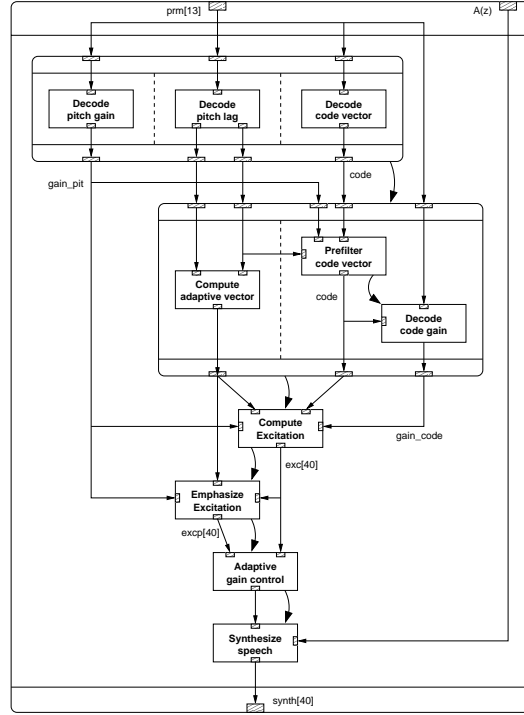 prm[13]
A(z)
Decode
pitch gain
Decode
pitch lag
Decode
code vector
gain_pit
code
Prefilter
code vector
Compute
adaptive vector
code
Decode
code gain
Compute
Excitation
gain_code
exc[40]
Emphasize
Excitation
excp[40]
Adaptive
gain control
Synthesize
speech
synth[40]